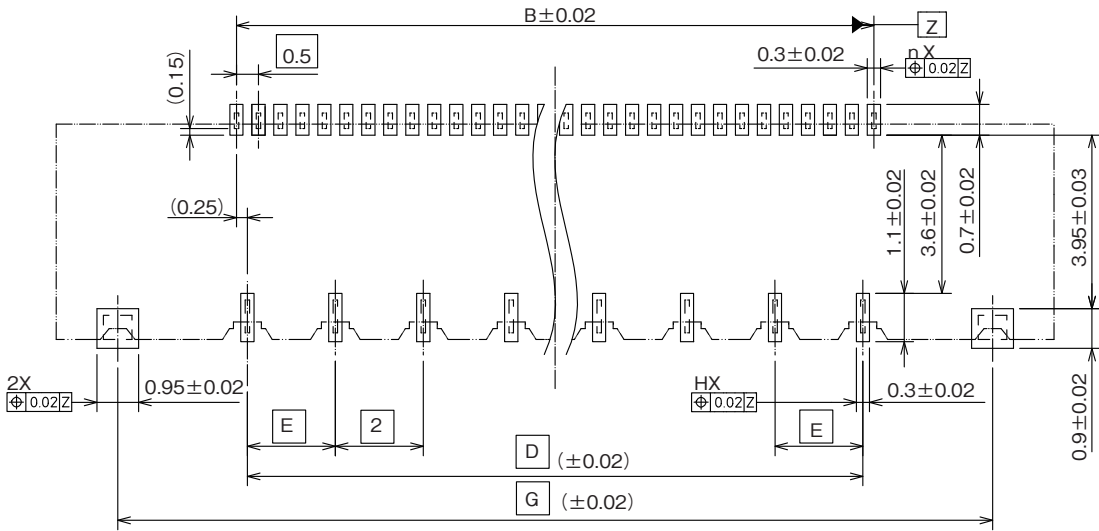 B±0.02
Z
0.5
0.3±0.02
nX
⌖ 0.02 Z
(0.15)
(0.25)
1.1±0.02
3.6±0.02
0.7±0.02
3.95±0.03
2X
⌖ 0.02 Z
0.95±0.02
HX
⌖ 0.02 Z
0.3±0.02
0.9±0.02
E
2
E
D (±0.02)
G (±0.02)